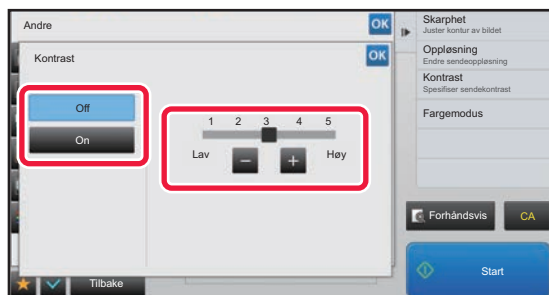 Andre
OK
Kontrast
OK
Off
On
1 2 3 4 5
Lav
Høy
Tilbake
Skarphet
Juster kontur av bildet
Oppløsning
Endre sendeoppløsning
Kontrast
Spesifiser sendekontrast
Fargemodus
Forhåndsvis
CA
Start